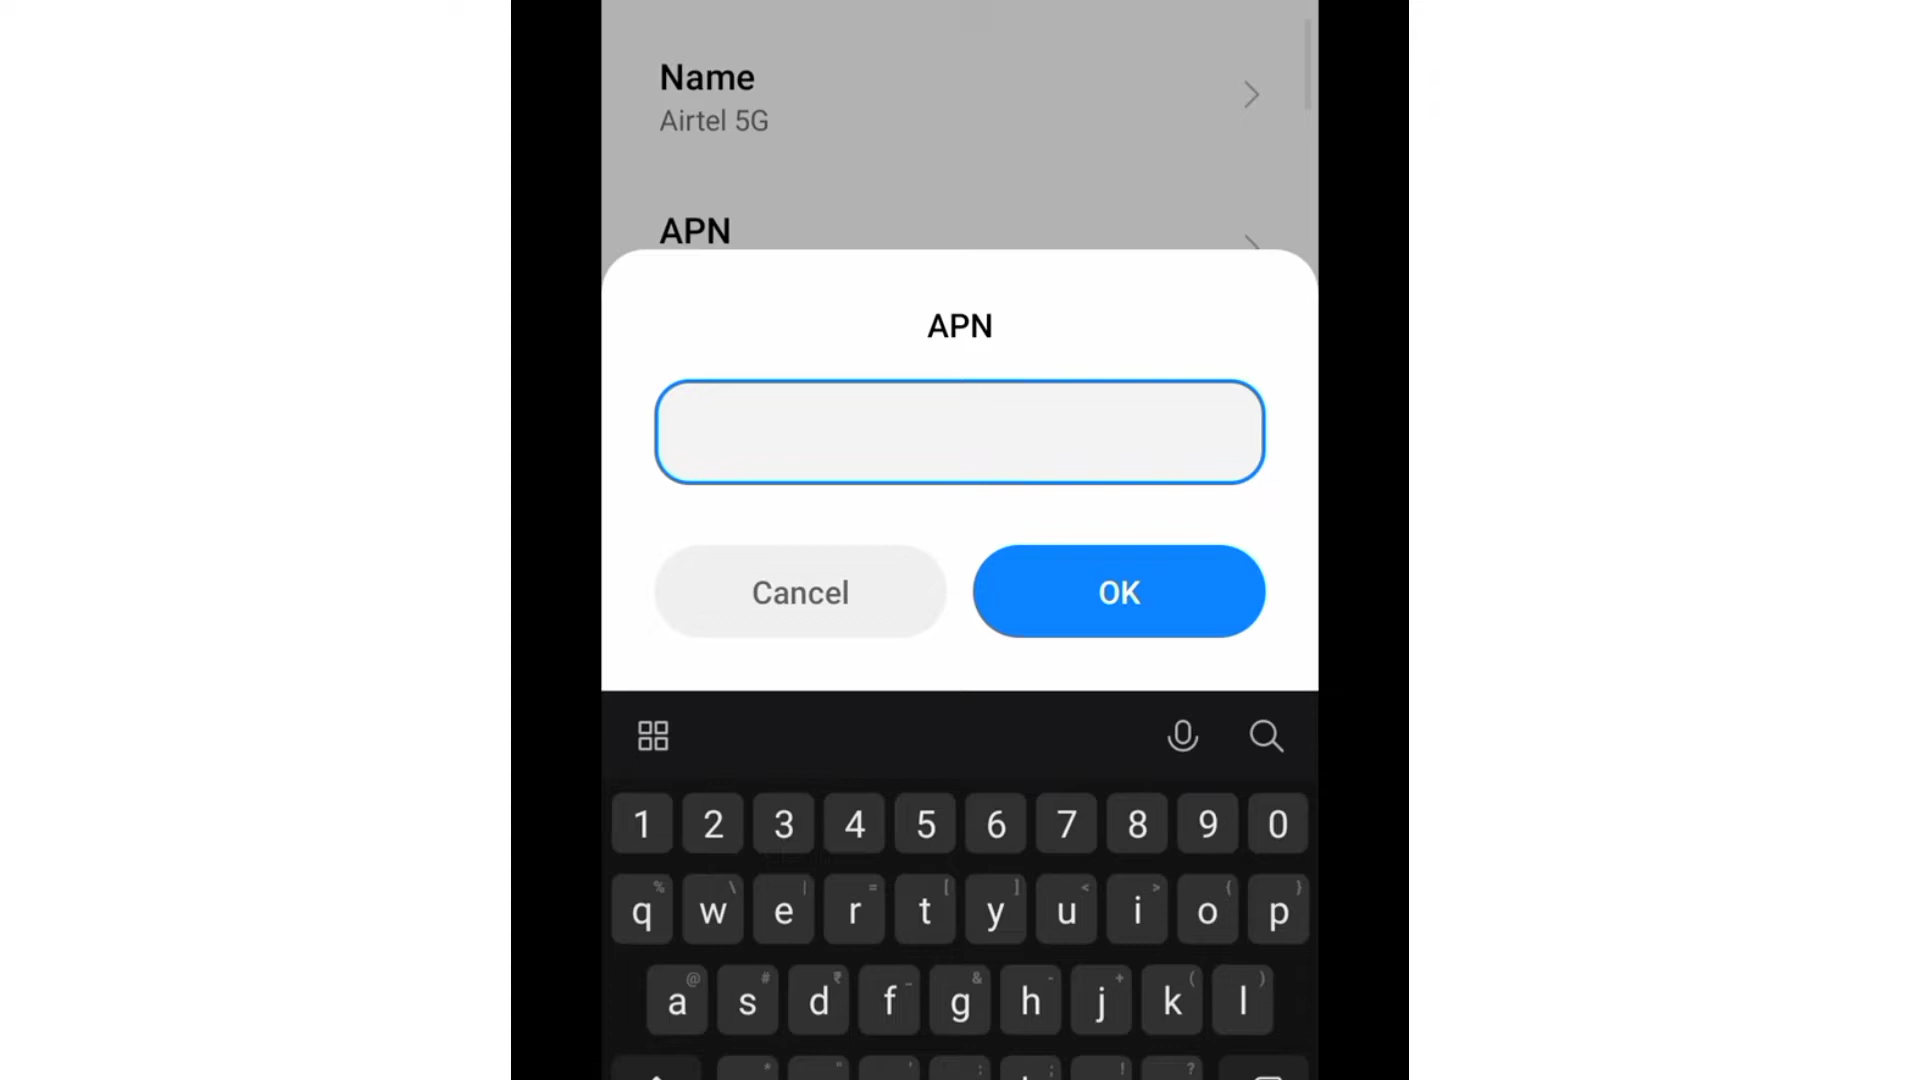 Name
Airtel 5G
APN
APN
Cancel
OK
1 2 3 4 5 6 7 8 9 0
% \ | = [ ] < > { }
q w e r t y u i o p
@ # ₹ _ & - + ( )
a s d f g h j k l
* " ' : ; ! ?